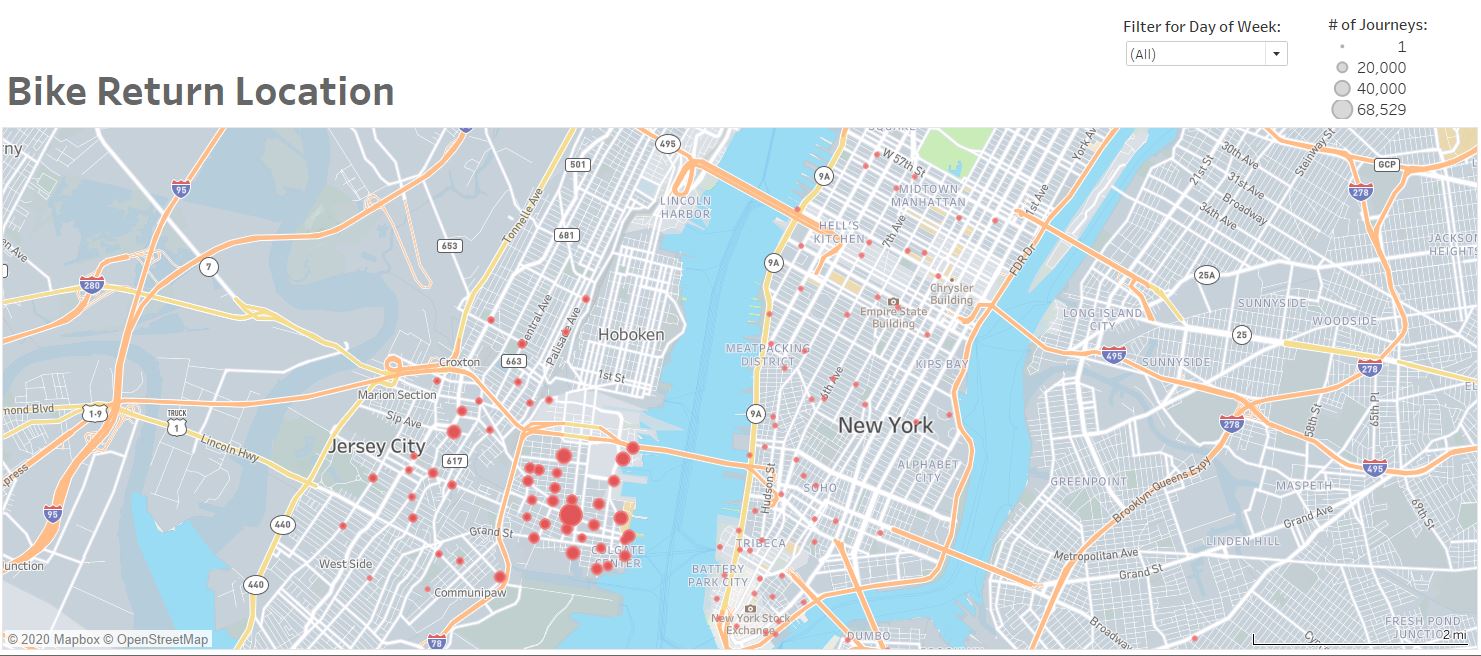 Filter for Day of Week:
# of Journeys:
(All)
1
20,000
40,000
68,529
Bike Return Location
ny
95
495
501
W 57th St
York Av
30th Ave
Steinway St
GCP
278
21st St
31st Ave
Broadway
34th Ave
9A
MIDTOWN
MANHATTAN
1st Ave
LINCOLN
HARBOR
Tonnelle Ave
681
653
HELL'S
KITCHEN
7th Ave
JACKSON
HEIGHTS
7
9A
FDR Dr
25A
280
Chrysler
Building
Empire State
Building
SUNNYSIDE
LONG ISLAND
CITY
WOODSIDE
Central Ave
Palisade Ave
Hoboken
25
MEATPACKING
DISTRICT
495
SUNNYSIDE
Croxton
663
KIPS BAY
278
1st St
Marion Section
mond Blvd
1-9
TRUCK
1
Sip Ave
9A
New York
278
58th St
66th Pl
Lincoln Hwy
Jersey City
617
ALPHABET
CITY
495
GREENPOINT
Brooklyn-Queens Expy
MASPETH
SOHO
Hudson St
69th St
95
440
Grand St
Grand Ave
LINDEN HILL
TRIBECA
COLGATE
CENTER
Metropolitan Ave
Grand St
West Side
BATTERY
PARK CITY
440
Communipaw
New York Stock
Exchange
Broadway
FRESH POND
JUNCTION
78
DUMBO
© 2020 Mapbox © OpenStreetMap
2 mi